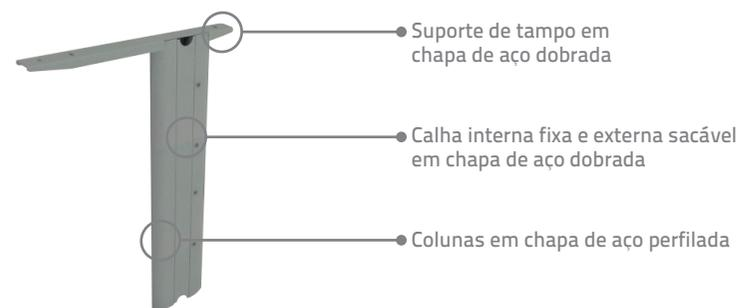 Suporte de tampo em
chapa de aço dobrada
Calha interna fixa e externa sacável
em chapa de aço dobrada
Colunas em chapa de aço perfilada